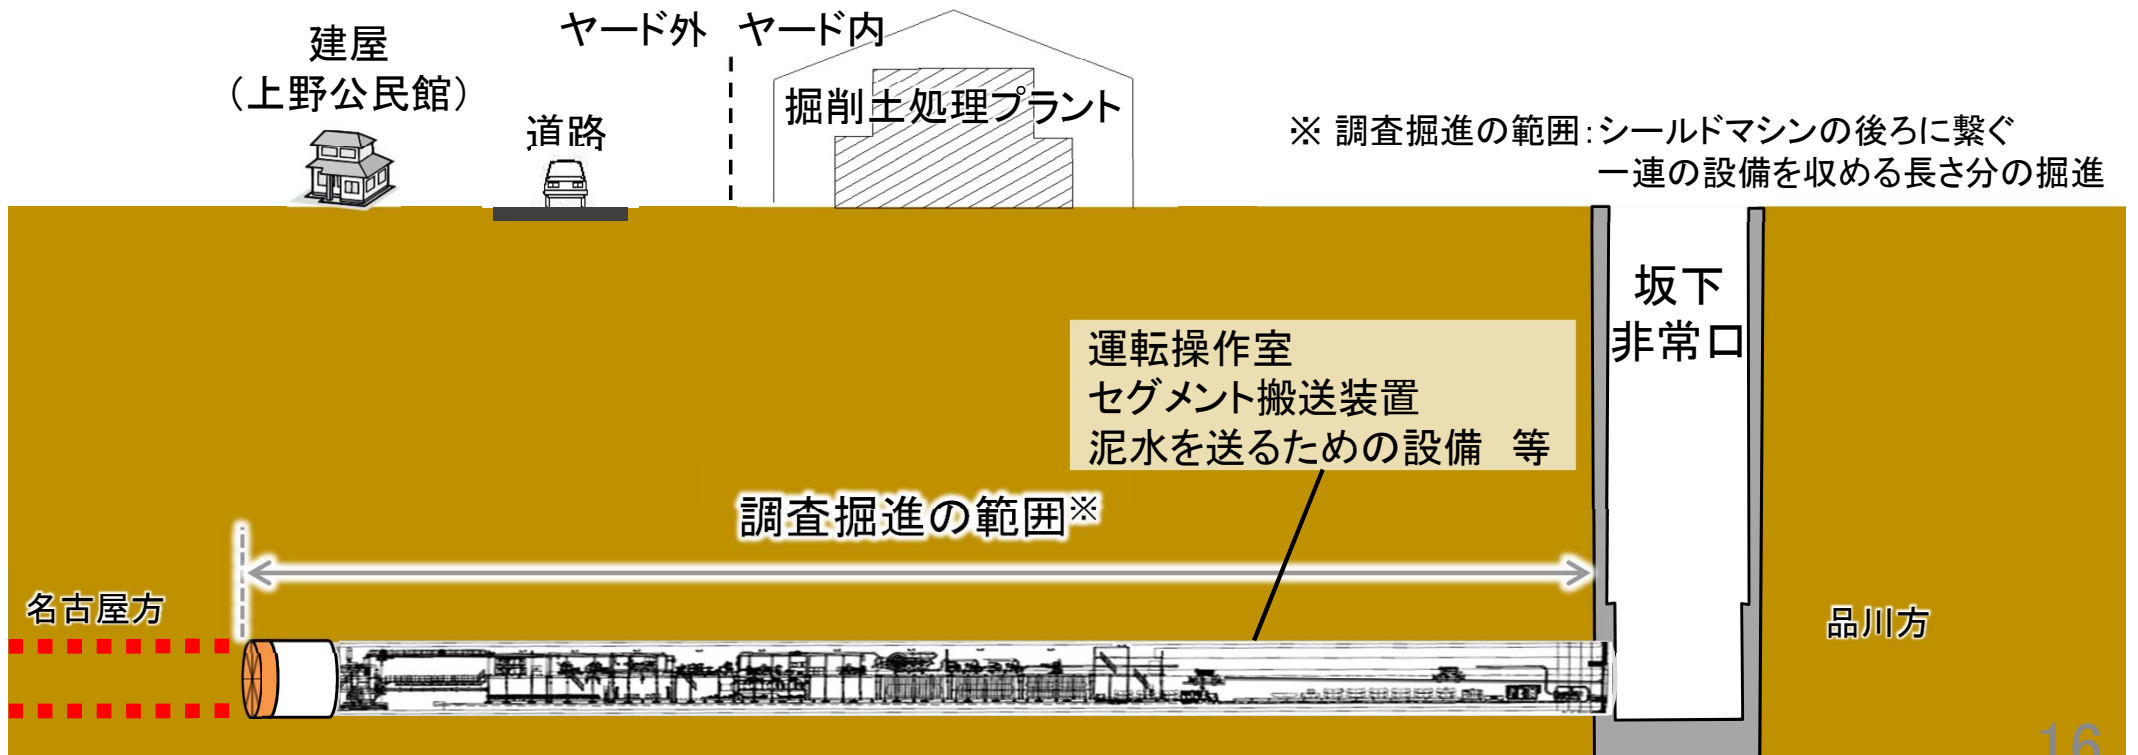 ヤード外 ヤード内
建屋
（上野公民館）
道路
掘削土処理プラント
※ 調査掘進の範囲：シールドマシンの後ろに繋ぐ
一連の設備を収める長さ分の掘進
坂下
非常口
運転操作室
セグメント搬送装置
泥水を送るための設備 等
調査掘進の範囲※
名古屋方
品川方
16